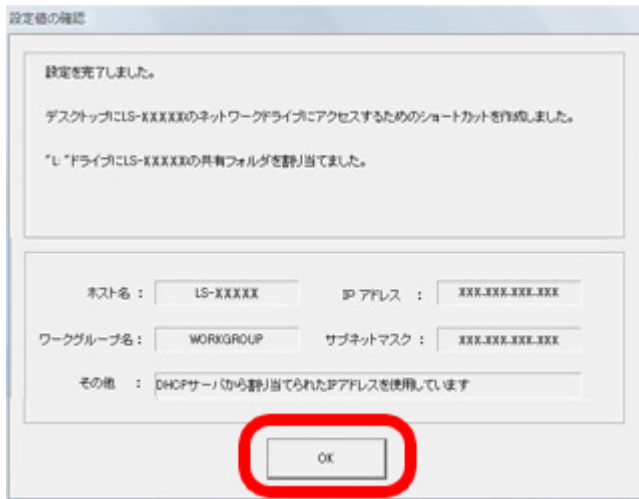 設定値の確認
設定を完了しました。
デスクトップにLS-XXXXXのネットワークドライブにアクセスするためのショートカットを作成しました。
"L: "ドライブにLS-XXXXXの共有フォルダを割り当てました。
ホスト名 : LS-XXXXX IP アドレス : XXX.XXX.XXX.XXX
ワークグループ名 : WORKGROUP サブネットマスク : XXX.XXX.XXX.XXX
その他 : DHCPサーバから割り当てられたIPアドレスを使用しています
OK